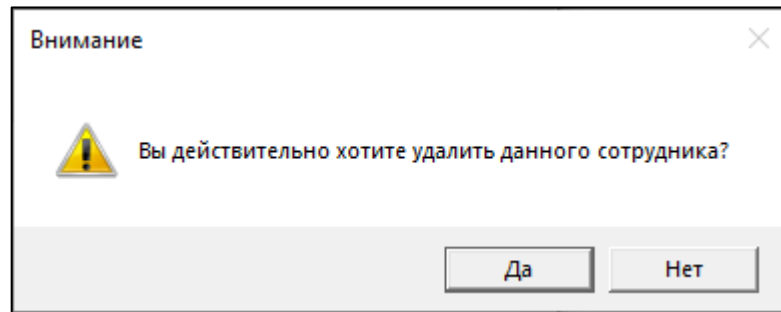 Внимание
Вы действительно хотите удалить данного сотрудника?
Да
Нет